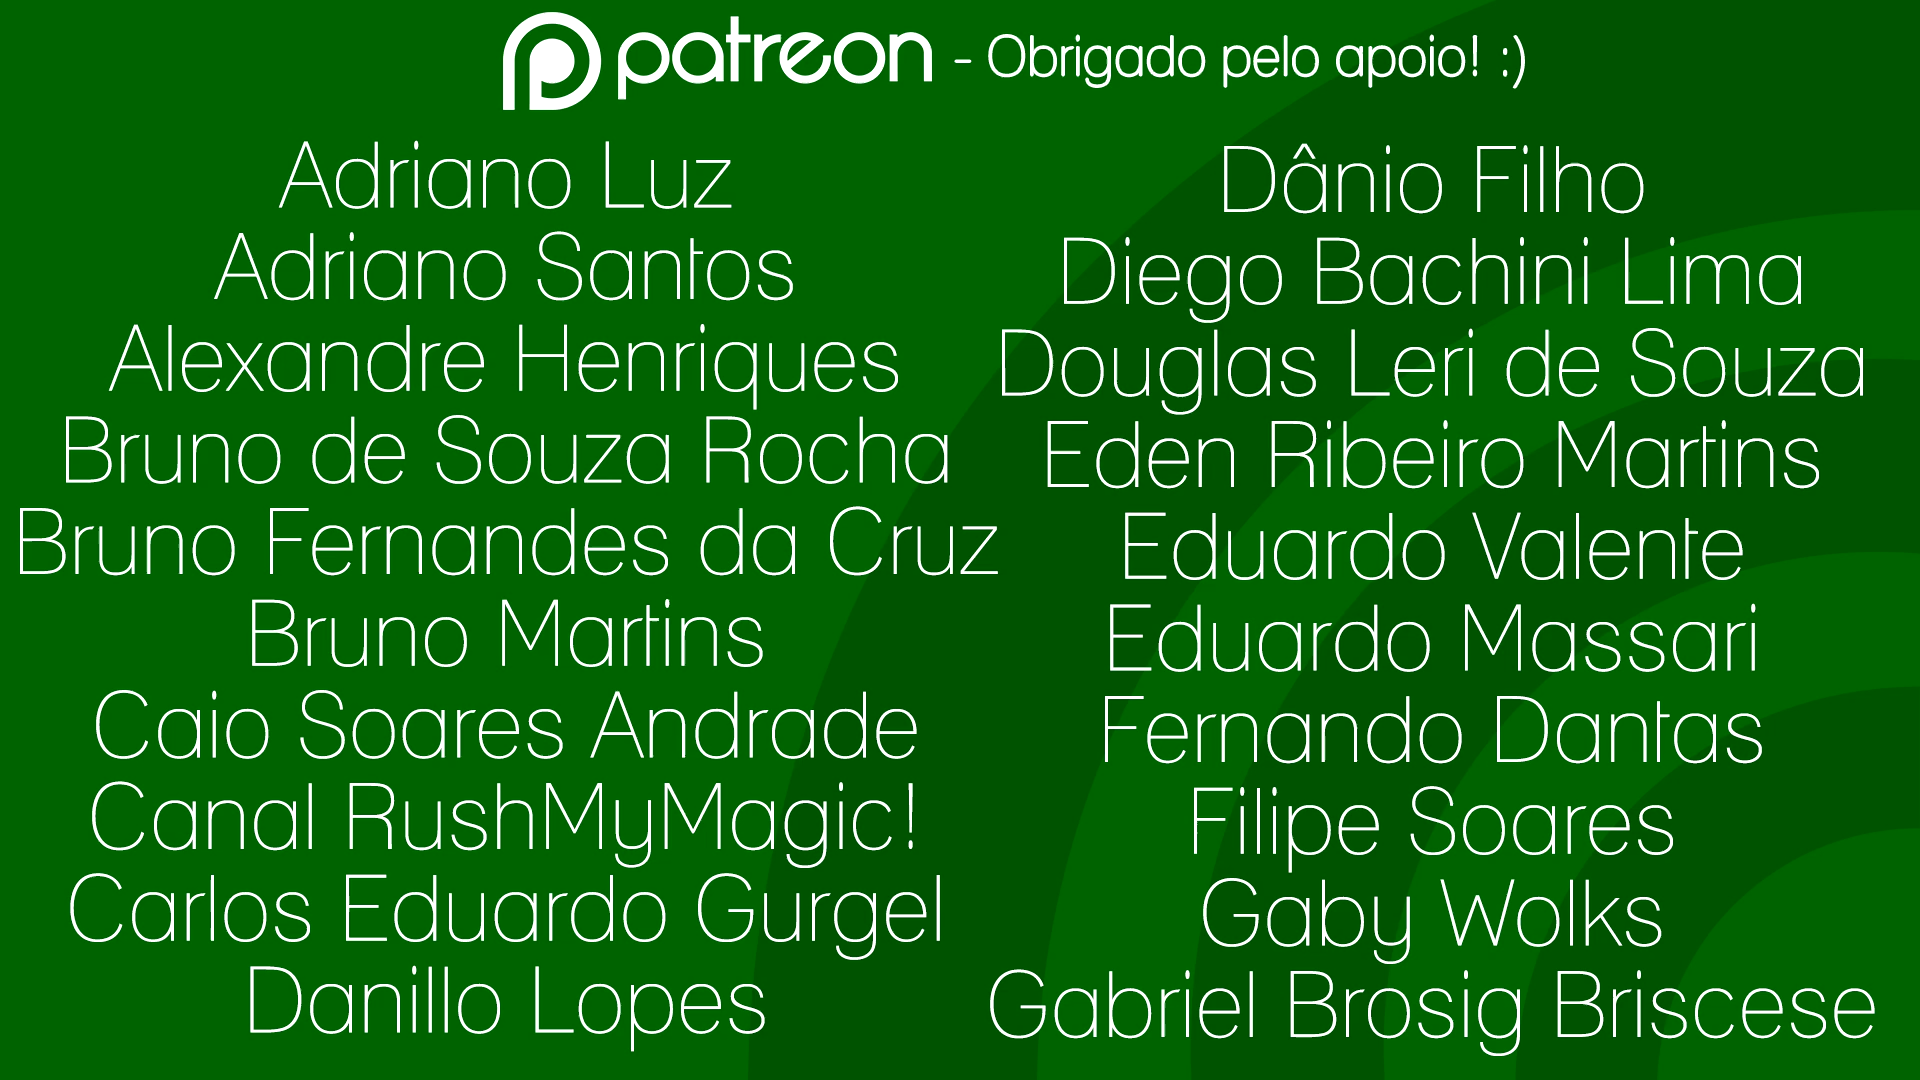 patreon - Obrigado pelo apoio! :)
Adriano Luz
Adriano Santos
Alexandre Henriques
Bruno de Souza Rocha
Bruno Fernandes da Cruz
Bruno Martins
Caio Soares Andrade
Canal RushMyMagic!
Carlos Eduardo Gurgel
Danillo Lopes
Dânio Filho
Diego Bachini Lima
Douglas Leri de Souza
Eden Ribeiro Martins
Eduardo Valente
Eduardo Massari
Fernando Dantas
Filipe Soares
Gaby Wolks
Gabriel Brosig Briscese